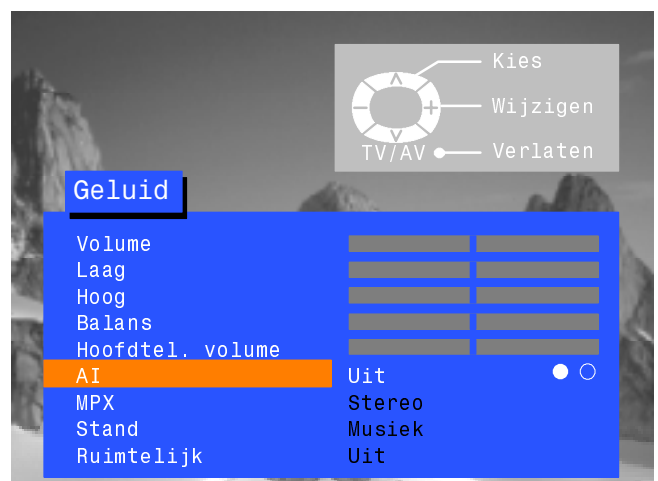 Kies
Wijzigen
TV/AV Verlaten
Geluid
Volume
Laag
Hoog
Balans
Hoofdtel. volume
AI Uit
MPX Stereo
Stand Musiek
Ruimtelijk Uit